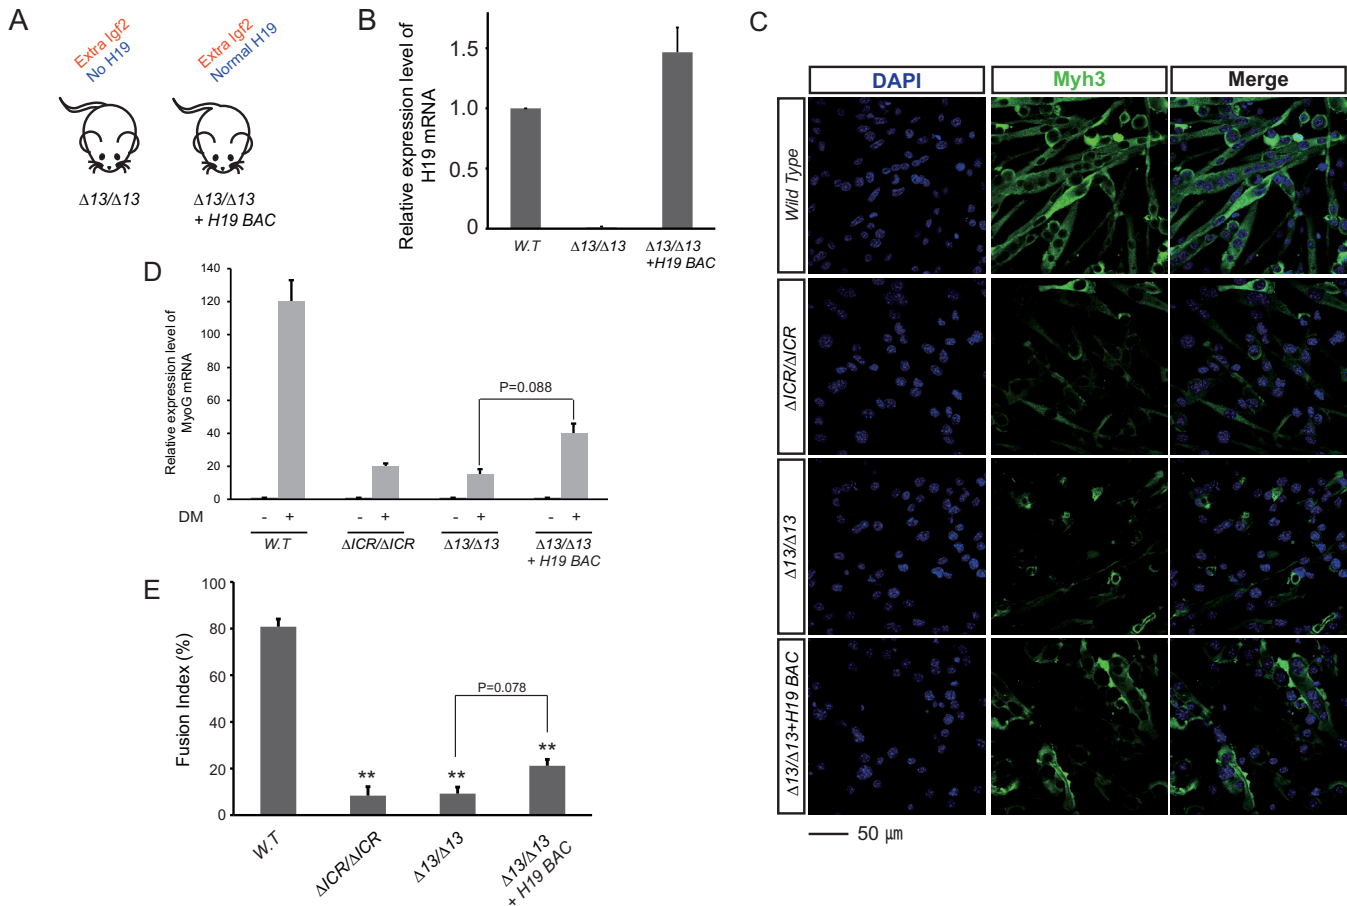 A
Extra Igf2
No H19
Extra Igf2
Normal H19
Δ13/Δ13
Δ13/Δ13
+ H19 BAC
B
Relative expression level of
H19 mRNA
1.5
1.0
0.5
0
W.T
Δ13/Δ13
Δ13/Δ13
+H19 BAC
C
DAPI
Myh3
Merge
Wild Type
ΔICR/ΔICR
Δ13/Δ13
Δ13/Δ13+H19 BAC
50 μm
D
Relative expression level of
MyoG mRNA
140
120
100
80
60
40
20
0
P=0.088
DM
- + - + - + - +
W.T
ΔICR/ΔICR
Δ13/Δ13
Δ13/Δ13
+ H19 BAC
E
Fusion Index (%)
100
80
60
40
20
0
P=0.078
** ** **
W.T
ΔICR/ΔICR
Δ13/Δ13
Δ13/Δ13
+ H19 BAC